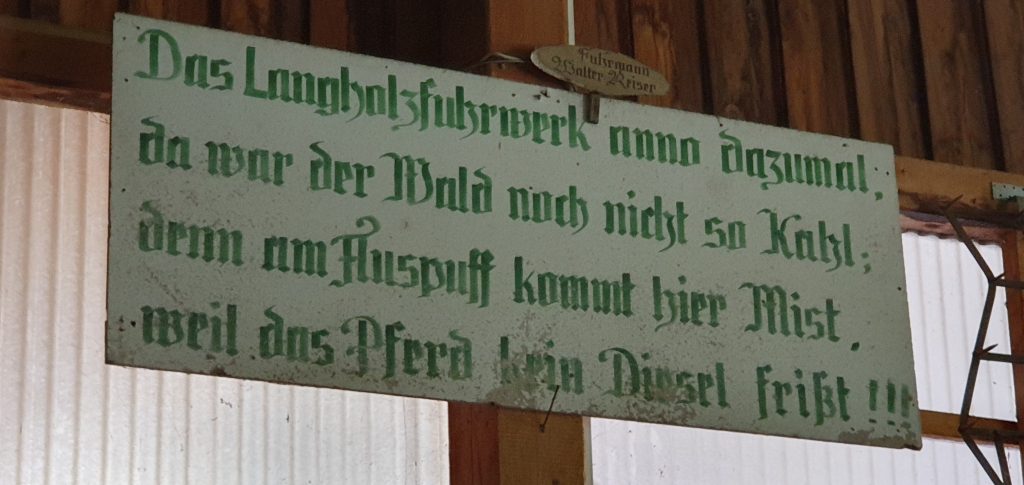 Fuhrmann
Walter Reiser
Das Langholzfuhrwerk anno dazumal,
da war der Wald noch nicht so Kahl;
denn am Auspuff kommt hier Mist,
weil das Pferd kein Diesel frißt!!!